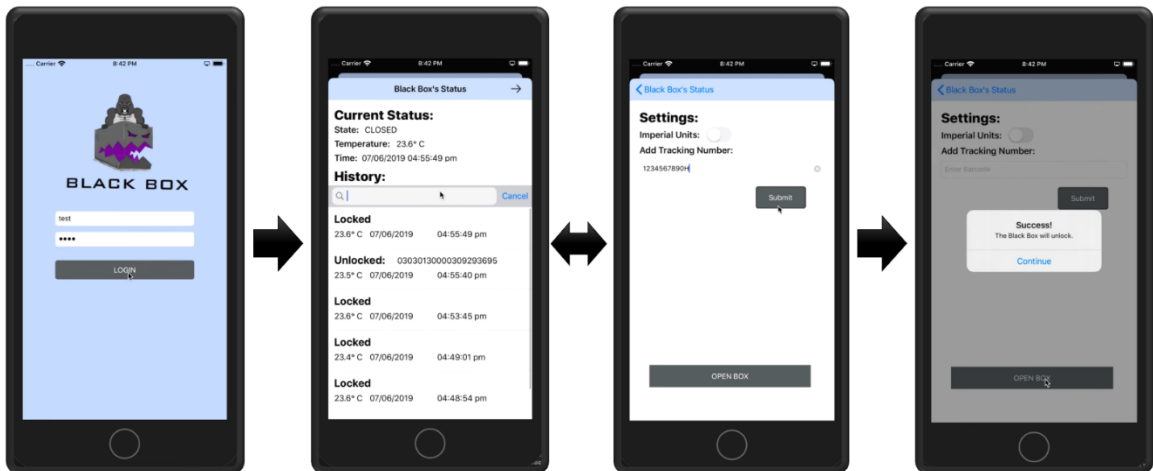 Carrier 8:42 PM
BLACK BOX
test
••••
LOGIN
Carrier 8:42 PM
Black Box's Status →
Current Status:
State: CLOSED
Temperature: 23.6° C
Time: 07/06/2019 04:55:49 pm
History:
Cancel
Locked
23.6° C 07/06/2019 04:55:49 pm
Unlocked: 03030130000309293695
23.5° C 07/06/2019 04:55:40 pm
Locked
23.6° C 07/06/2019 04:53:45 pm
Locked
23.4° C 07/06/2019 04:49:01 pm
Locked
23.6° C 07/06/2019 04:48:54 pm
Carrier 8:42 PM
Black Box's Status
Settings:
Imperial Units:
Add Tracking Number:
1234567890H
Submit
OPEN BOX
Carrier 8:42 PM
Black Box's Status
Settings:
Imperial Units:
Add Tracking Number:
Enter Barcode
Submit
Success!
The Black Box will unlock.
Continue
OPEN BOX